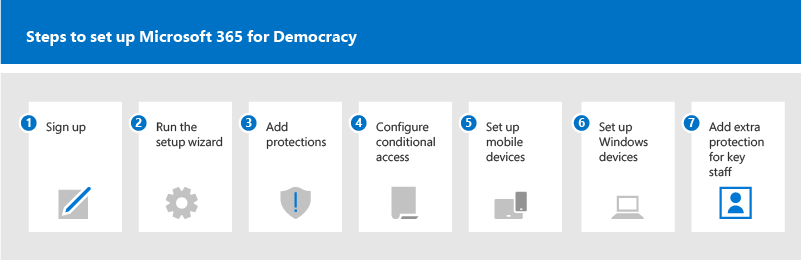 Steps to set up Microsoft 365 for Democracy
1
Sign up
2
Run the
setup wizard
3
Add
protections
4
Configure
conditional
access
5
Set up
mobile
devices
6
Set up
Windows
devices
7
Add extra
protection
for key
staff